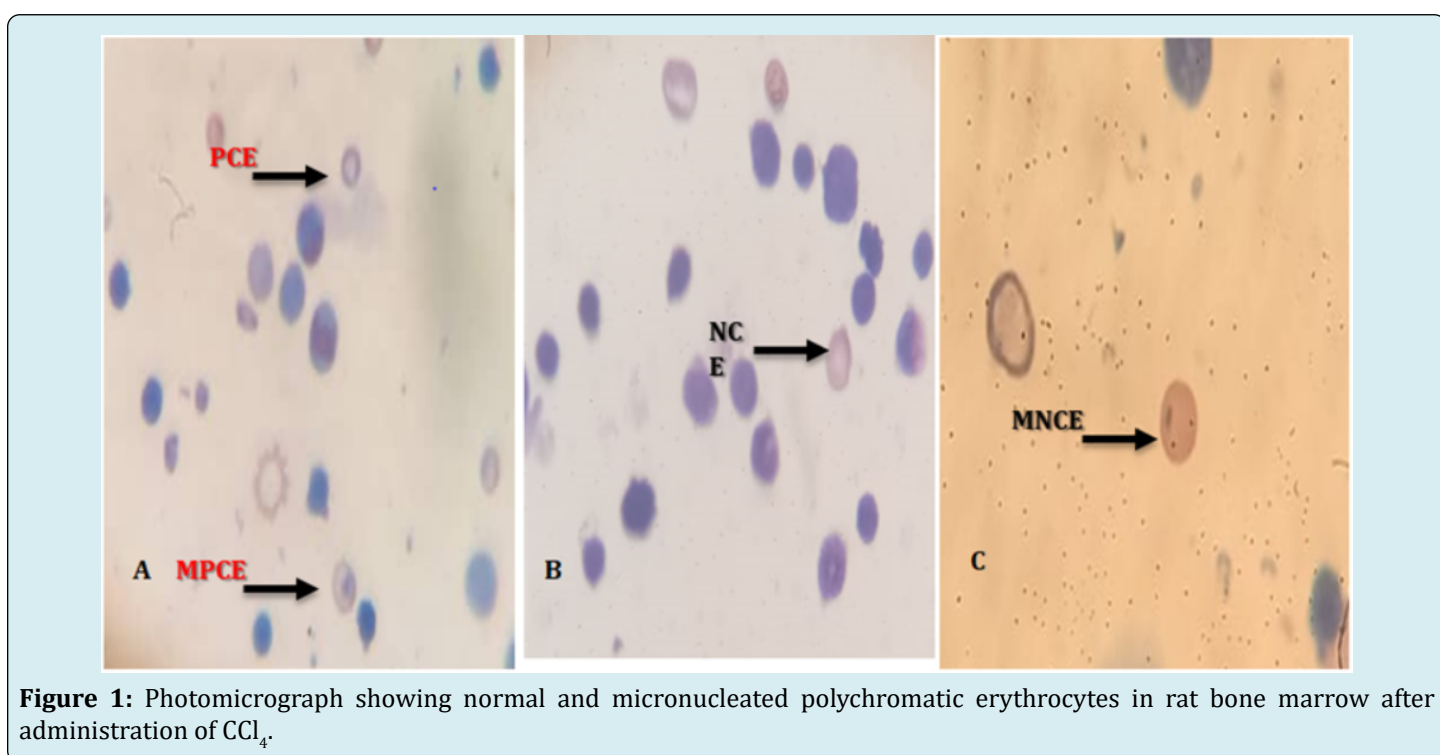 PCE
A MPCE
NC
E
B
MNCE
C
Figure 1: Photomicrograph showing normal and micronucleated polychromatic erythrocytes in rat bone marrow after
administration of CCl₄.